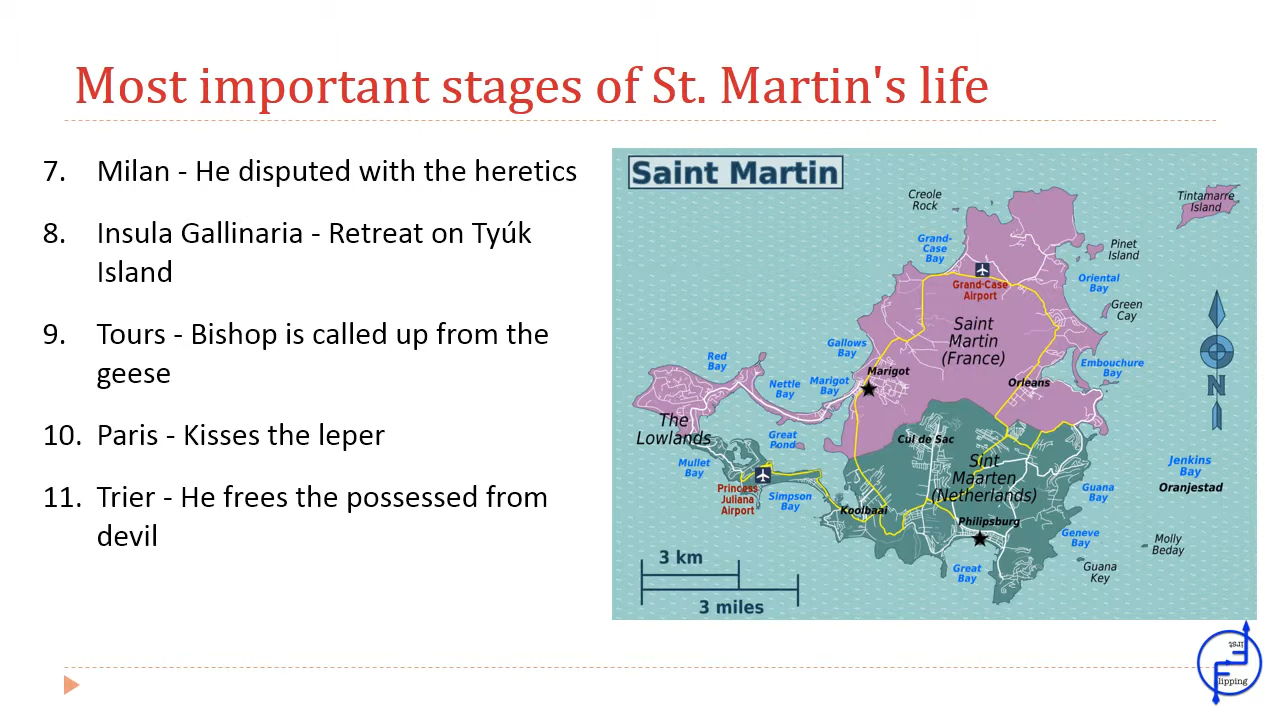 Most important stages of St. Martin's life
7. Milan - He disputed with the heretics
8. Insula Gallinaria - Retreat on Tyúk
Island
9. Tours - Bishop is called up from the
geese
10. Paris - Kisses the leper
11. Trier - He frees the possessed from
devil
Saint Martin
Creole
Rock
Tintamarre
Island
Grand-
Case
Bay
Pinet
Island
Grand-Case
Airport
Oriental
Bay
Green
Cay
Saint
Martin
(France)
Gallows
Bay
Red
Bay
Embouchure
Bay
Marigot
Nettle
Bay
Marigot
Bay
Orleans
N
The
Lowlands
Great
Pond
Cul de Sac
Mullet
Bay
Sint
Maarten
(Netherlands)
Jenkins
Bay
Oranjestad
Princess
Juliana
Airport
Simpson
Bay
Guana
Bay
Koolbaai
Philipsburg
Geneve
Bay
Molly
Beday
Great
Bay
Guana
Key
3 km
3 miles
F
irst
F
lipping